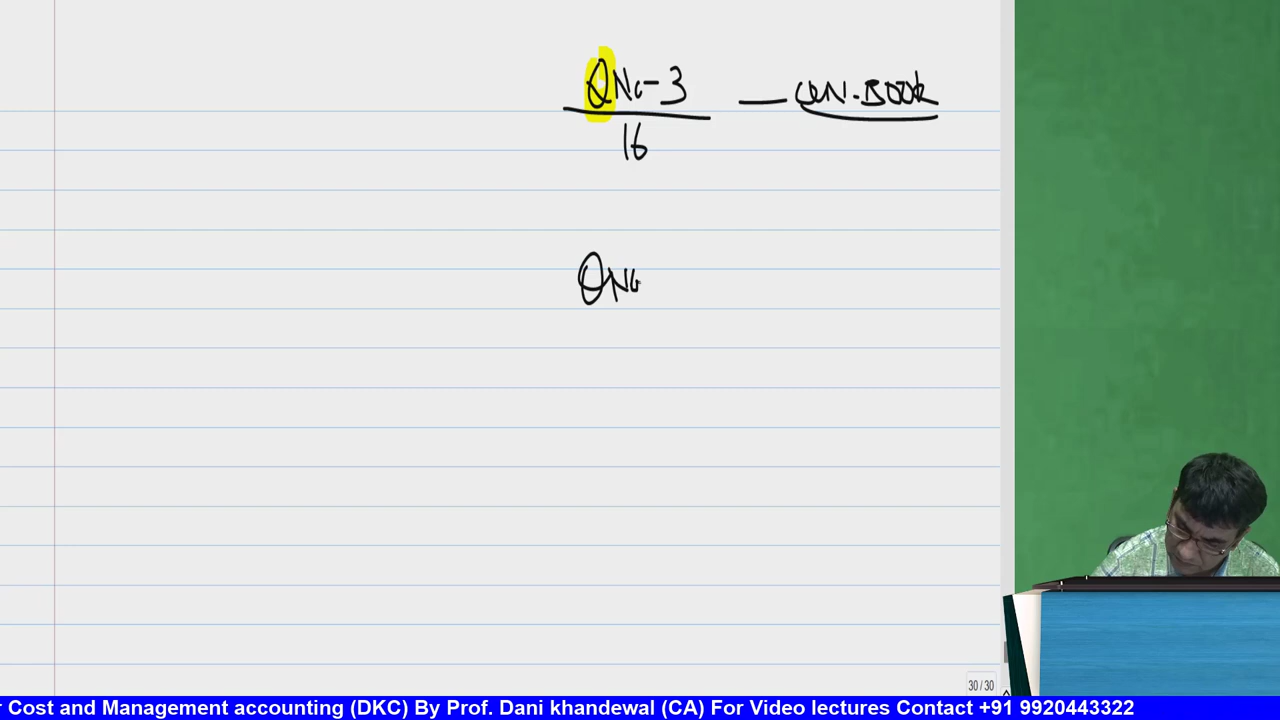 QNo-3 — QN.BOOK
16
QNo
30/30
r Cost and Management accounting (DKC) By Prof. Dani khandewal (CA) For Video lectures Contact +91 9920443322